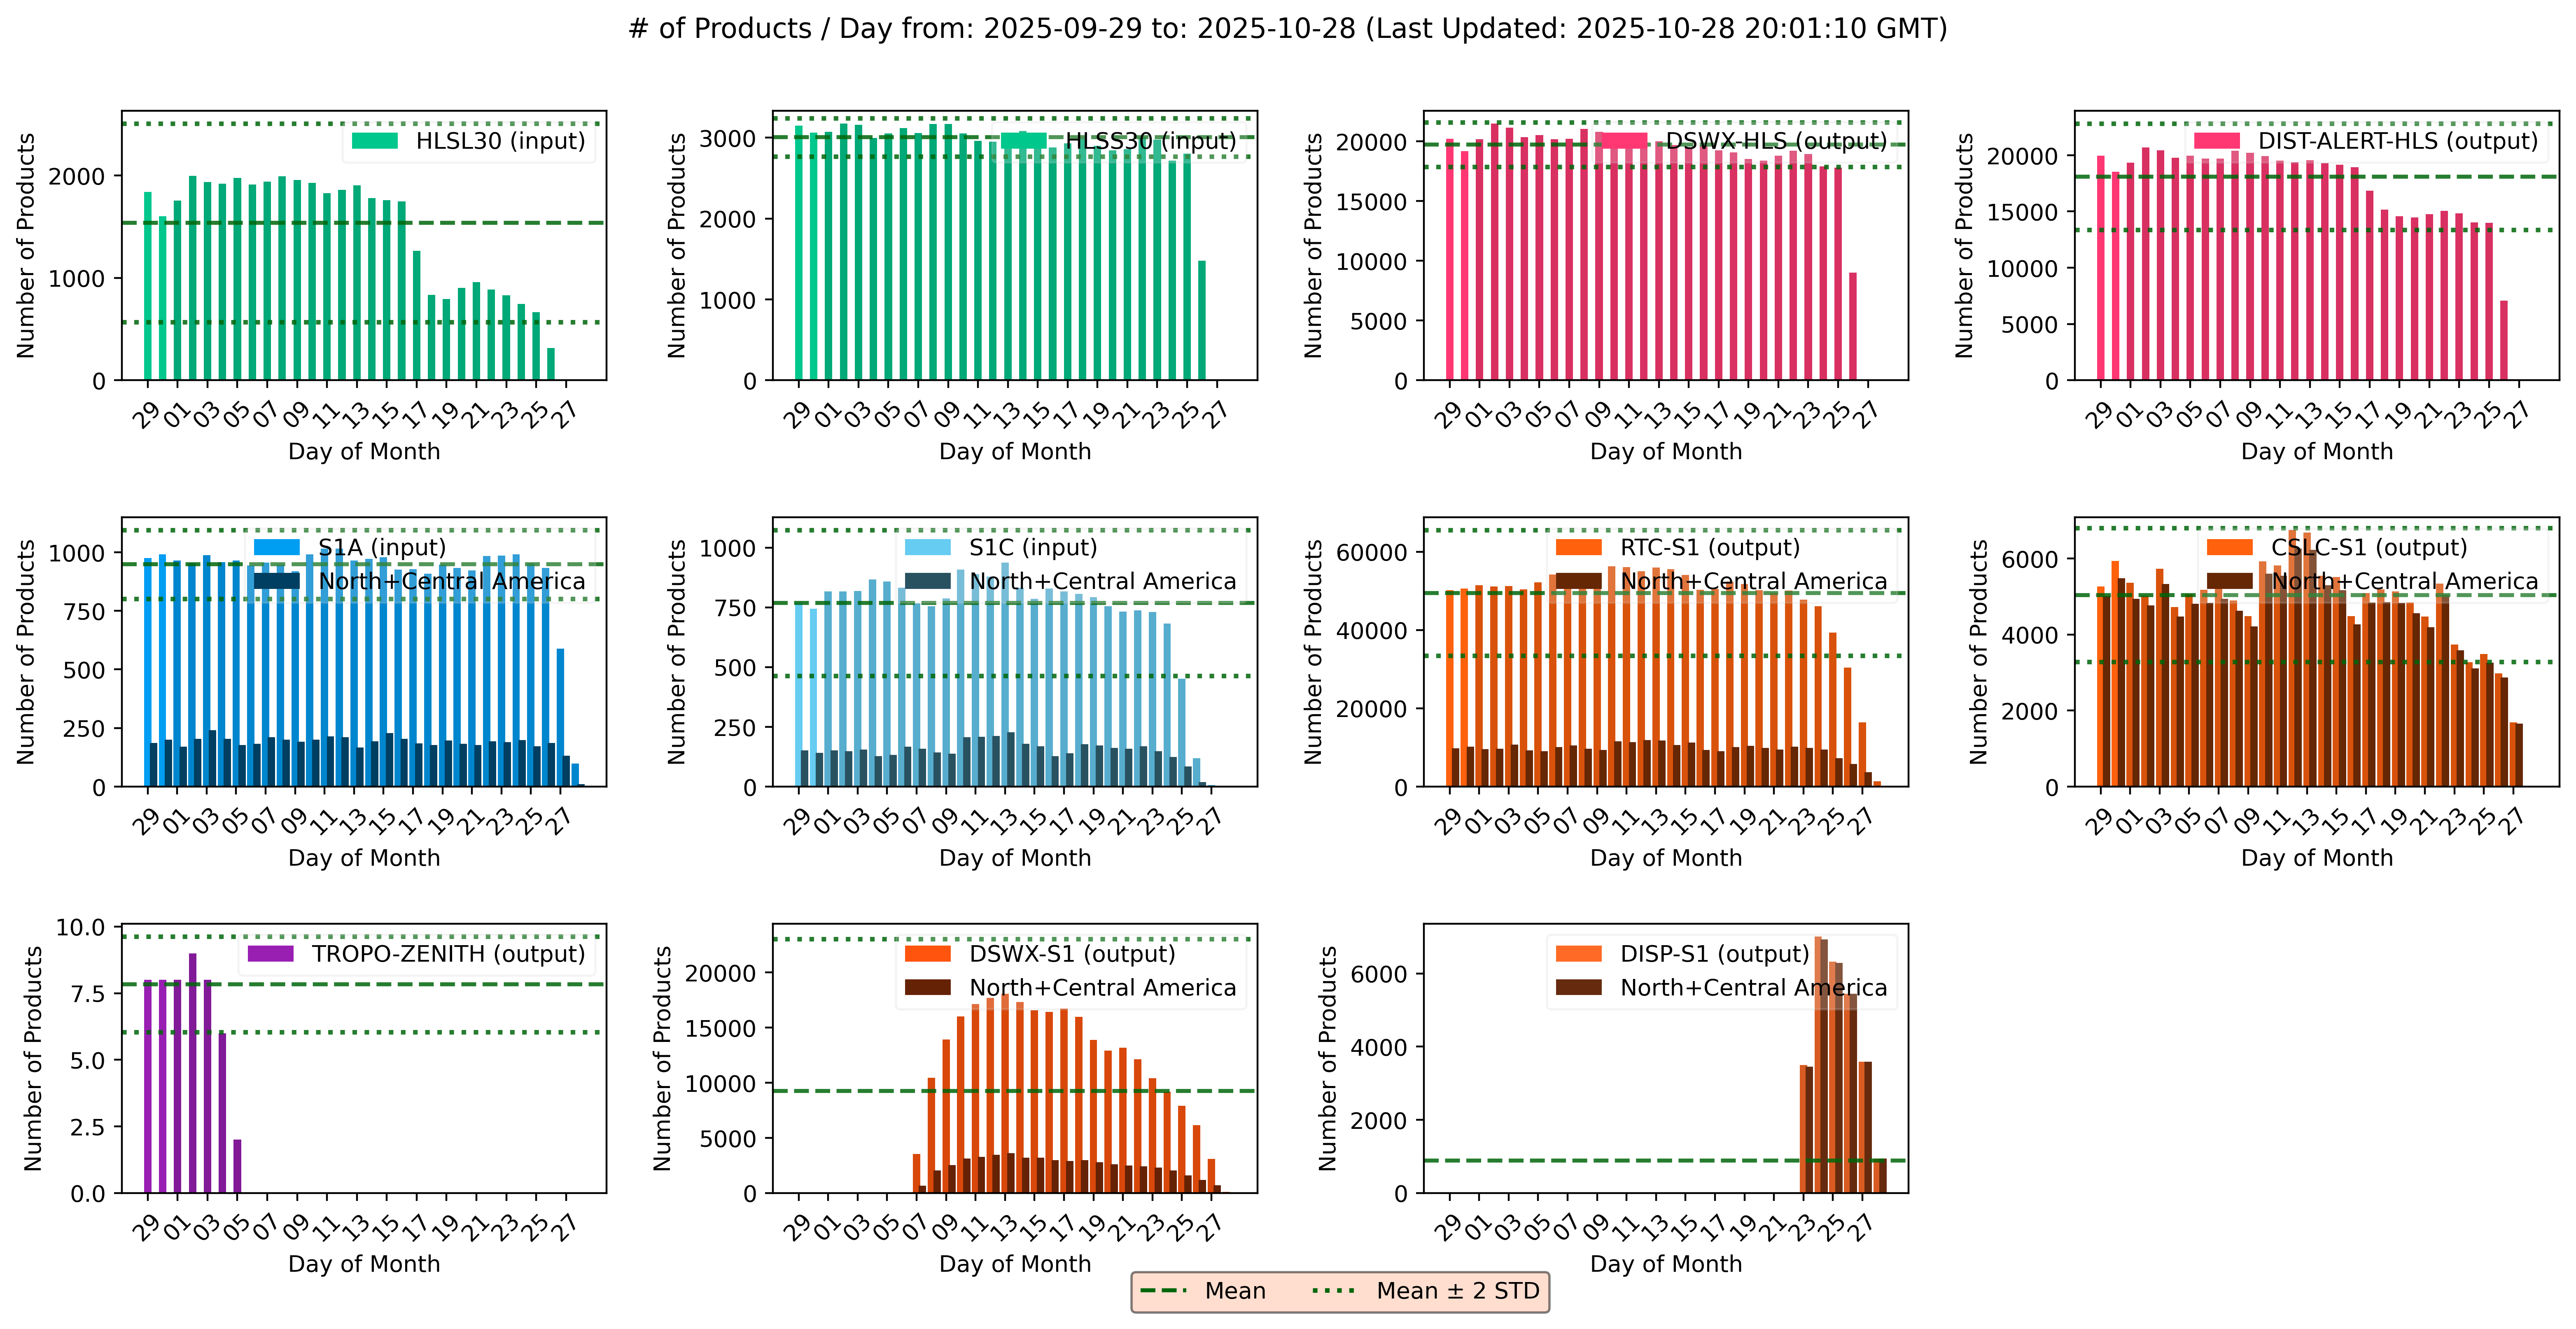 # of Products / Day from: 2025-09-29 to: 2025-10-28 (Last Updated: 2025-10-28 20:01:10 GMT)
Number of Products
2000
1000
0
HLSL30 (input)
29 01 03 05 07 09 11 13 15 17 19 21 23 25 27
Day of Month
Number of Products
3000
2000
1000
0
HLSS30 (input)
29 01 03 05 07 09 11 13 15 17 19 21 23 25 27
Day of Month
Number of Products
20000
15000
10000
5000
0
DSWX-HLS (output)
29 01 03 05 07 09 11 13 15 17 19 21 23 25 27
Day of Month
Number of Products
20000
15000
10000
5000
0
DIST-ALERT-HLS (output)
29 01 03 05 07 09 11 13 15 17 19 21 23 25 27
Day of Month
Number of Products
1000
750
500
250
0
S1A (input)
North+Central America
29 01 03 05 07 09 11 13 15 17 19 21 23 25 27
Day of Month
Number of Products
1000
750
500
250
0
S1C (input)
North+Central America
29 01 03 05 07 09 11 13 15 17 19 21 23 25 27
Day of Month
Number of Products
60000
40000
20000
0
RTC-S1 (output)
North+Central America
29 01 03 05 07 09 11 13 15 17 19 21 23 25 27
Day of Month
Number of Products
6000
4000
2000
0
CSLC-S1 (output)
North+Central America
29 01 03 05 07 09 11 13 15 17 19 21 23 25 27
Day of Month
Number of Products
10.0
7.5
5.0
2.5
0.0
TROPO-ZENITH (output)
29 01 03 05 07 09 11 13 15 17 19 21 23 25 27
Day of Month
Number of Products
20000
15000
10000
5000
0
DSWX-S1 (output)
North+Central America
29 01 03 05 07 09 11 13 15 17 19 21 23 25 27
Day of Month
Number of Products
6000
4000
2000
0
DISP-S1 (output)
North+Central America
29 01 03 05 07 09 11 13 15 17 19 21 23 25 27
Day of Month
Mean
Mean ± 2 STD